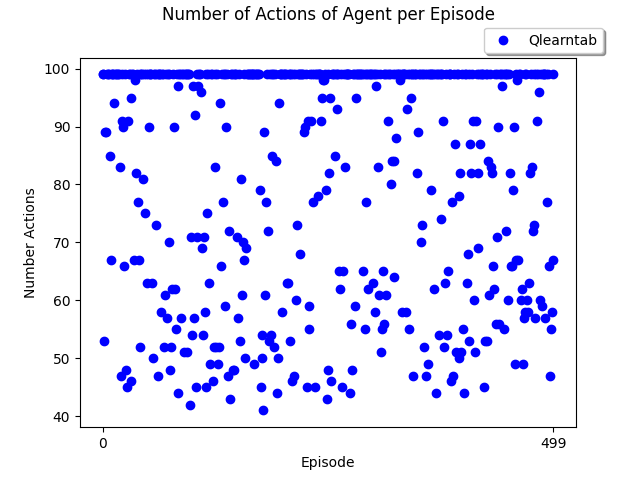 Number of Actions of Agent per Episode
Qlearntab
100
90
80
70
60
50
40
Number Actions
0
499
Episode